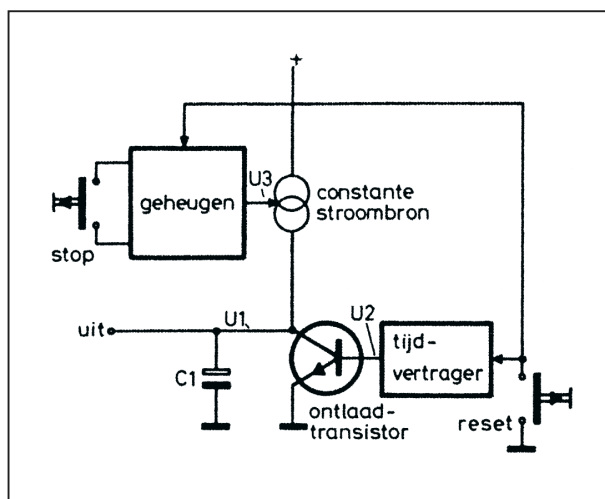 +
U3
geheugen
constante
stroombron
stop
uit
U1
U2
tijd-
vertrager
C1
ontlaad-
transistor
reset